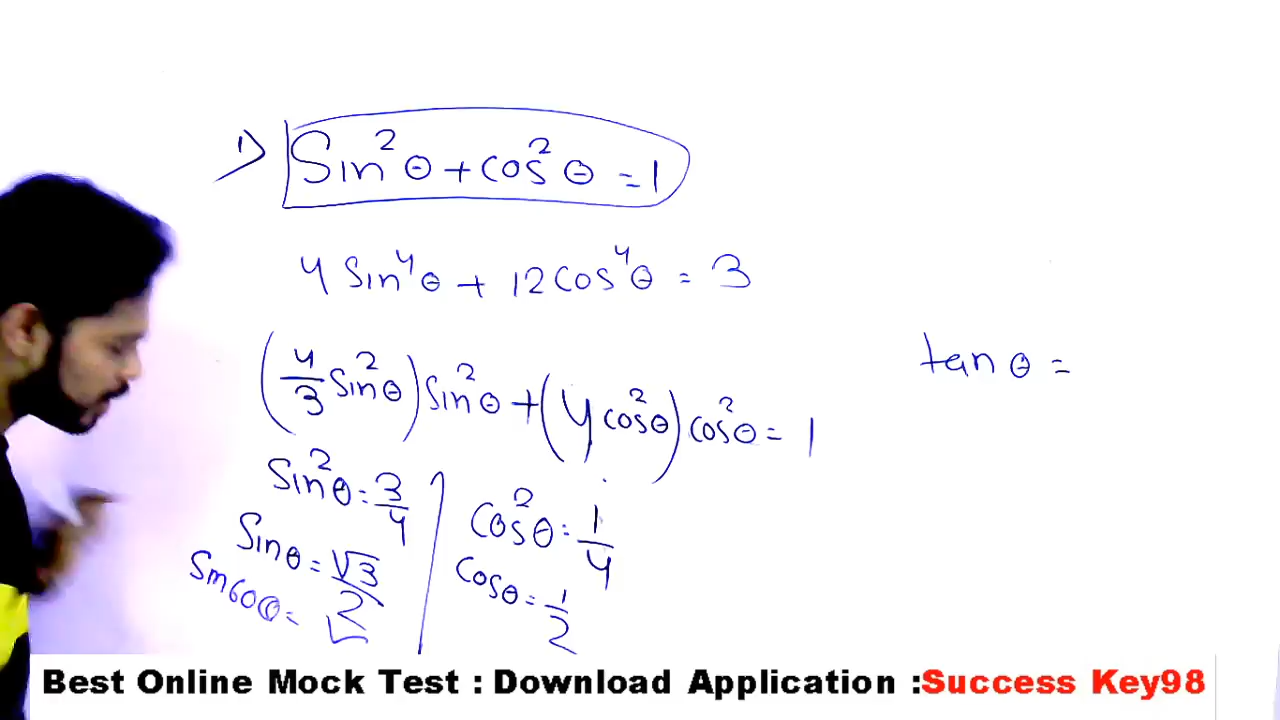 1) Sin²θ + cos²θ = 1
4 Sin⁴θ + 12 cos⁴θ = 3
(4/3 sin²θ) sin²θ + (4 cos²θ) cos²θ = 1
tan θ =
Sin²θ = 3/4
cos²θ = 1/4
Sinθ = √3/2
cosθ = 1/2
Sin60θ =
Best Online Mock Test : Download Application :Success Key98